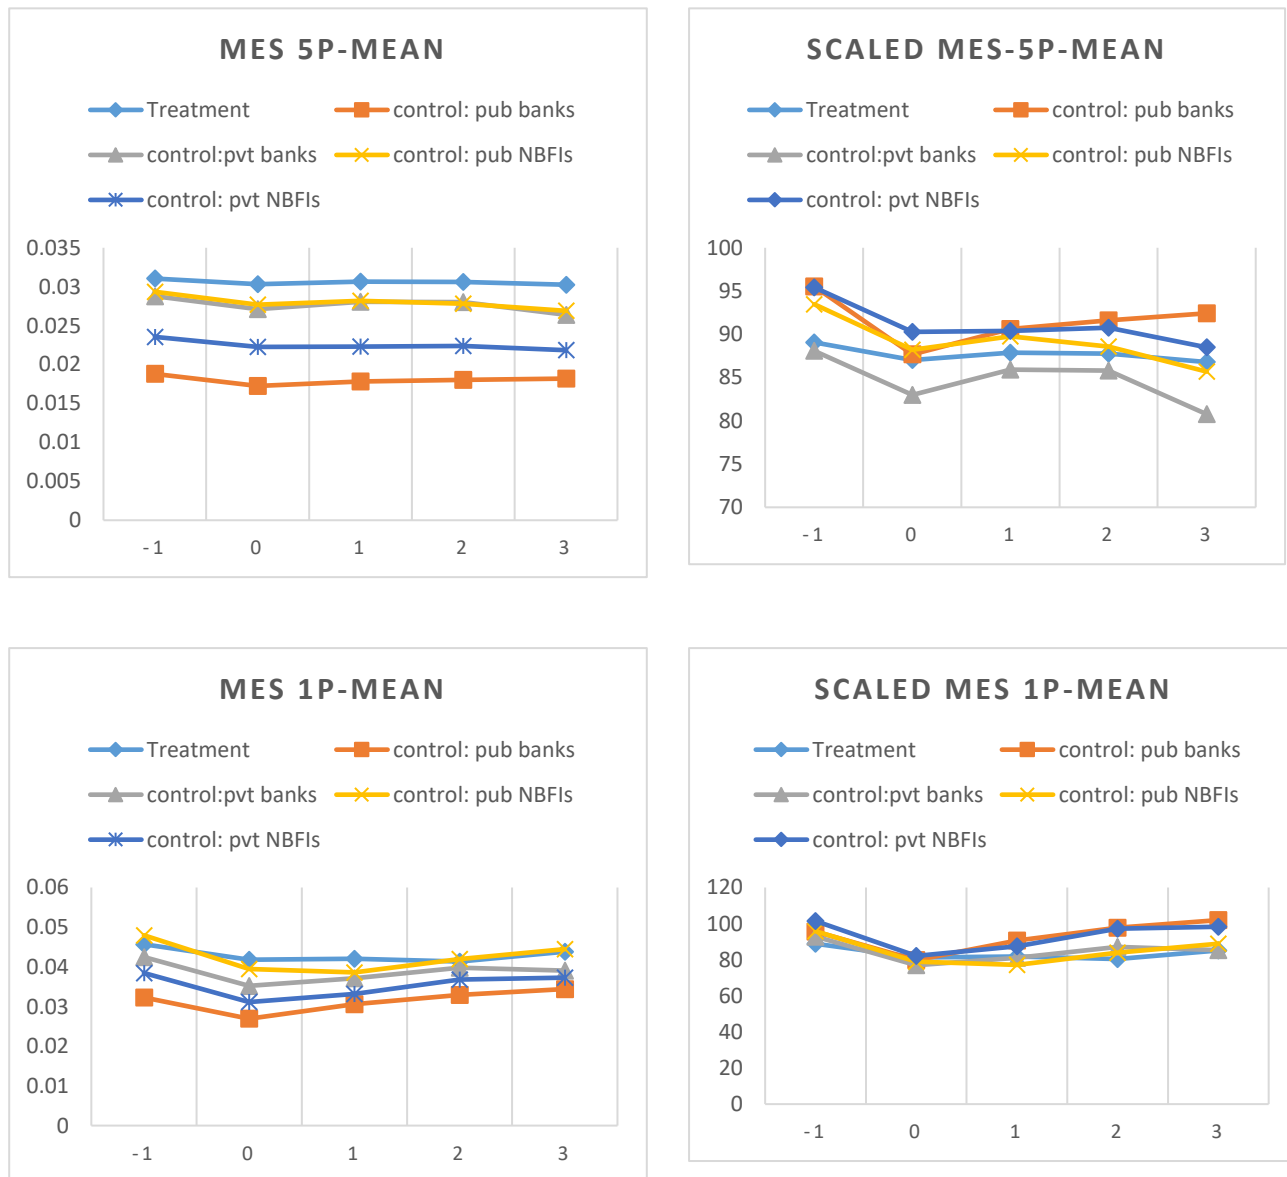 MES 5P-MEAN
Treatment control: pub banks
control:pvt banks control: pub NBFIs
control: pvt NBFIs
0.035
0.03
0.025
0.02
0.015
0.01
0.005
0
-1 0 1 2 3
SCALED MES-5P-MEAN
Treatment control: pub banks
control:pvt banks control: pub NBFIs
control: pvt NBFIs
100
95
90
85
80
75
70
-1 0 1 2 3
MES 1P-MEAN
Treatment control: pub banks
control:pvt banks control: pub NBFIs
control: pvt NBFIs
0.06
0.05
0.04
0.03
0.02
0.01
0
-1 0 1 2 3
SCALED MES 1P-MEAN
Treatment control: pub banks
control:pvt banks control: pub NBFIs
control: pvt NBFIs
120
100
80
60
40
20
0
-1 0 1 2 3